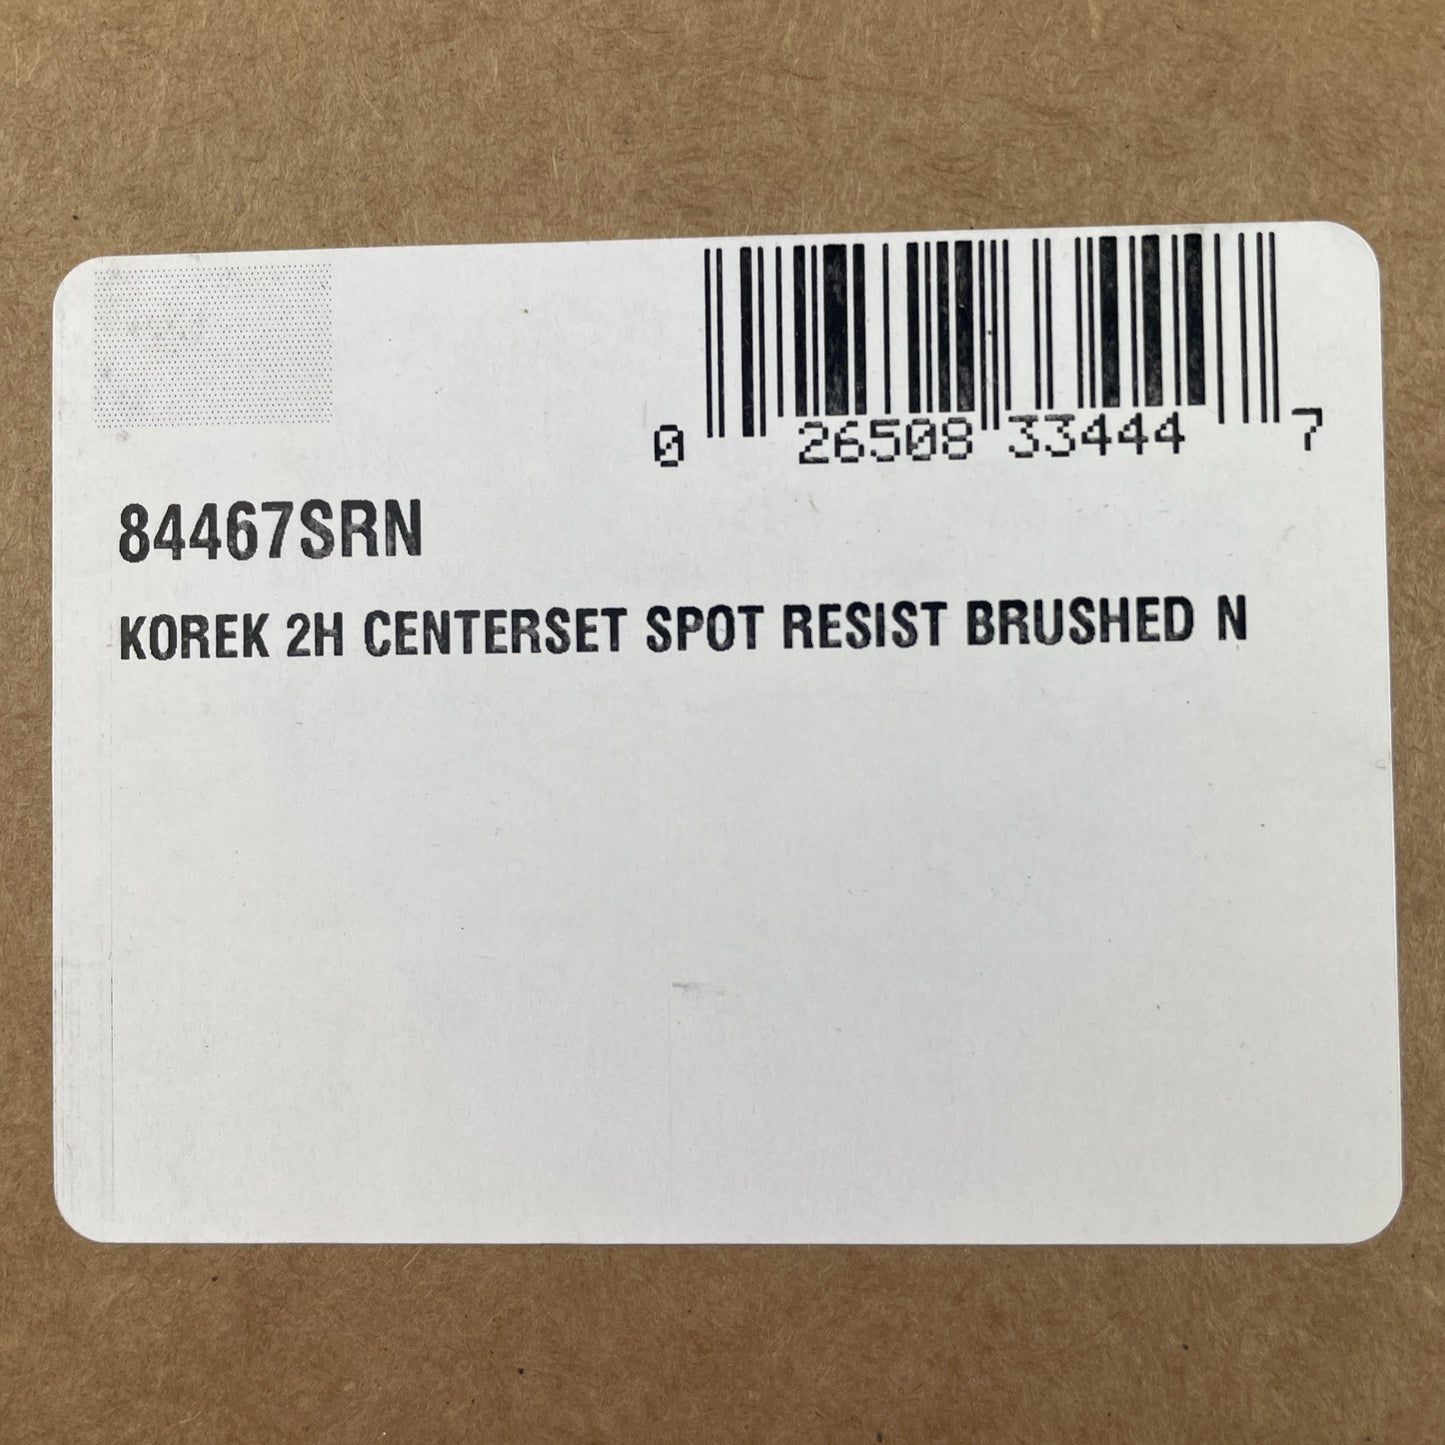 0 26508 33444 7
84467SRN
KOREK 2H CENTERSET SPOT RESIST BRUSHED N